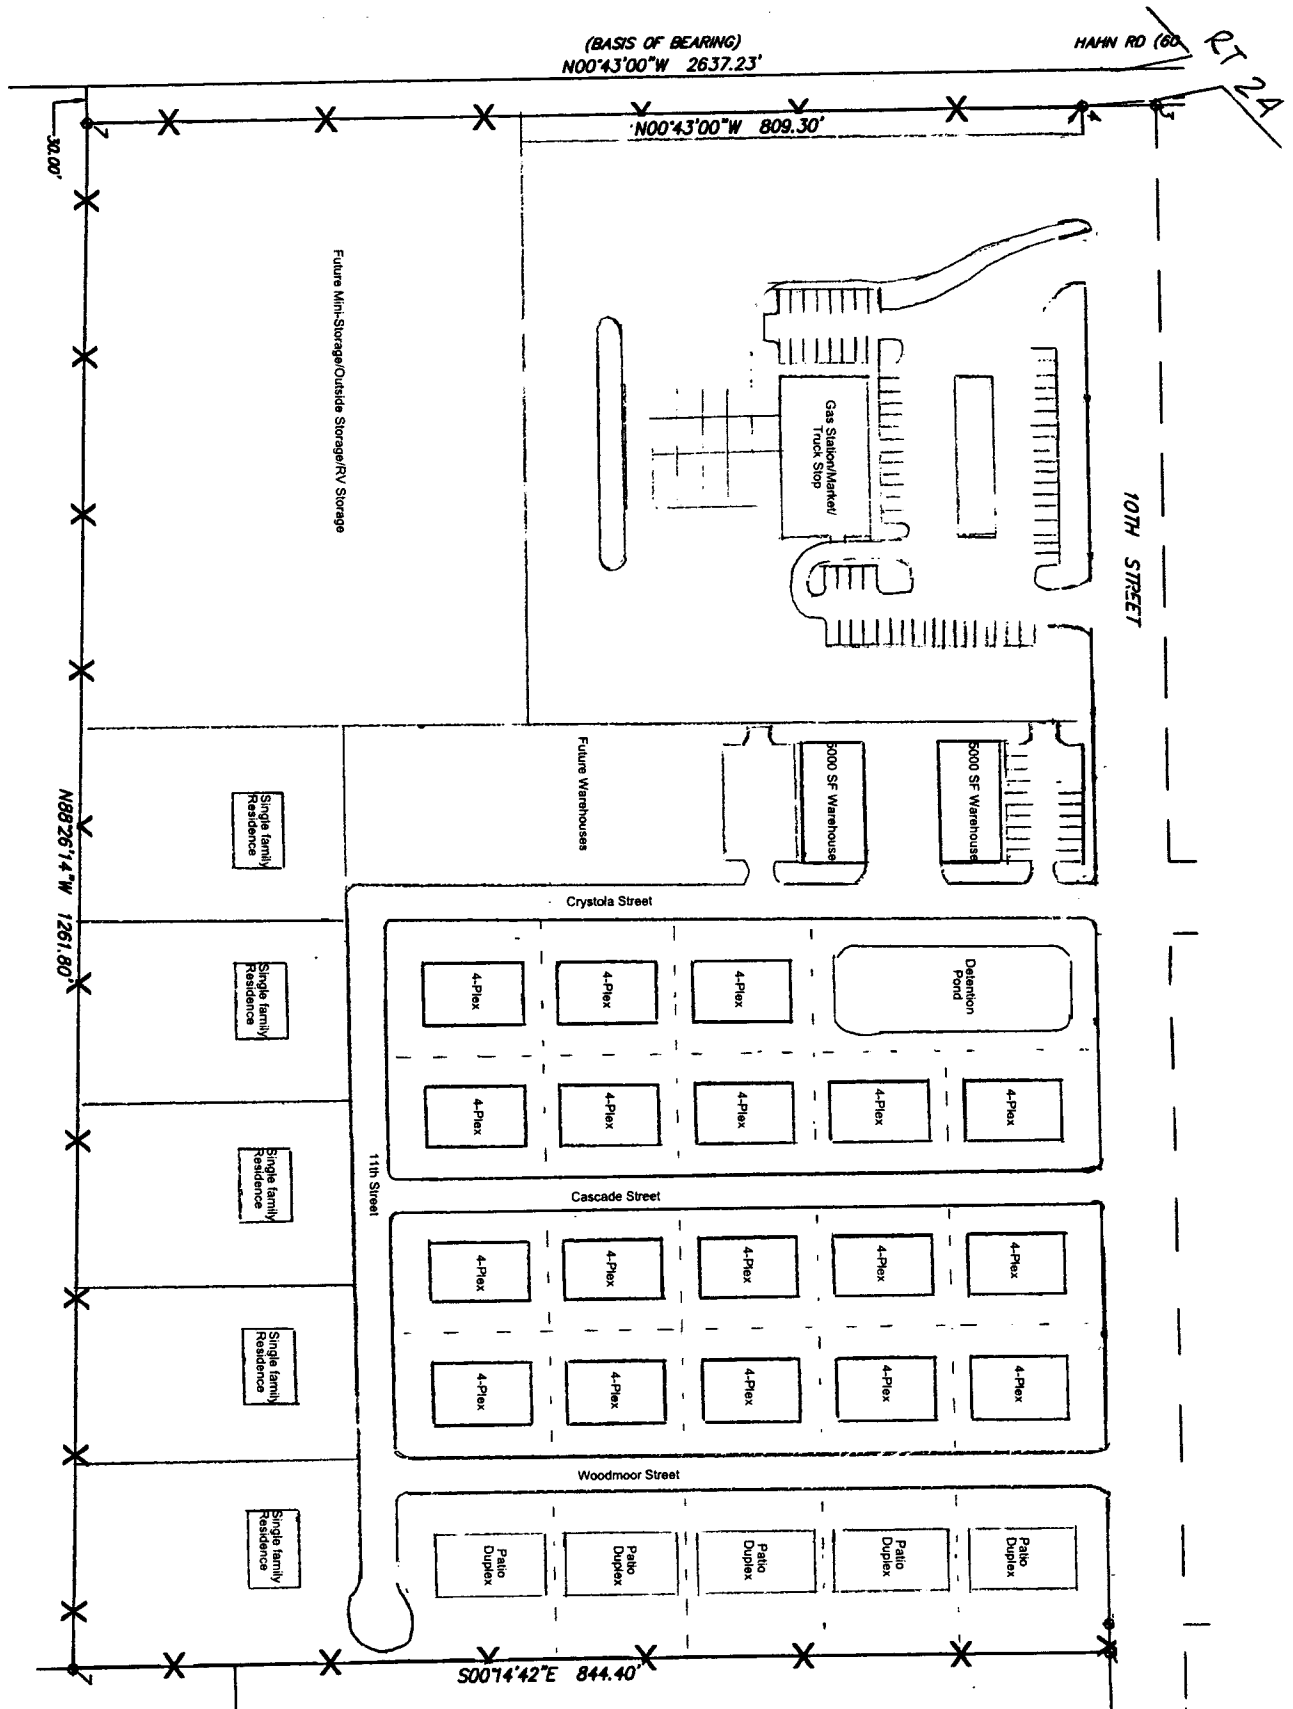 (BASIS OF BEARING)
N00°43'00"W 2637.23'
HAHN RD (60
RT 24
N00°43'00"W 809.30'
30.00'
Future Mini-Storage/Outside Storage/RV Storage
Gas Station/Market/
Truck Stop
10TH STREET
Future Warehouses
5000 SF Warehouse
5000 SF Warehouse
N88°26'14"W 1261.80'
Single family
Residence
Crystola Street
Single family
Residence
4-Plex
4-Plex
4-Plex
Detention
Pond
4-Plex
4-Plex
4-Plex
4-Plex
4-Plex
Single family
Residence
11th Street
Cascade Street
4-Plex
4-Plex
4-Plex
4-Plex
4-Plex
Single family
Residence
4-Plex
4-Plex
4-Plex
4-Plex
4-Plex
Woodmoor Street
Single family
Residence
Patio
Duplex
Patio
Duplex
Patio
Duplex
Patio
Duplex
Patio
Duplex
S00°14'42"E 844.40'